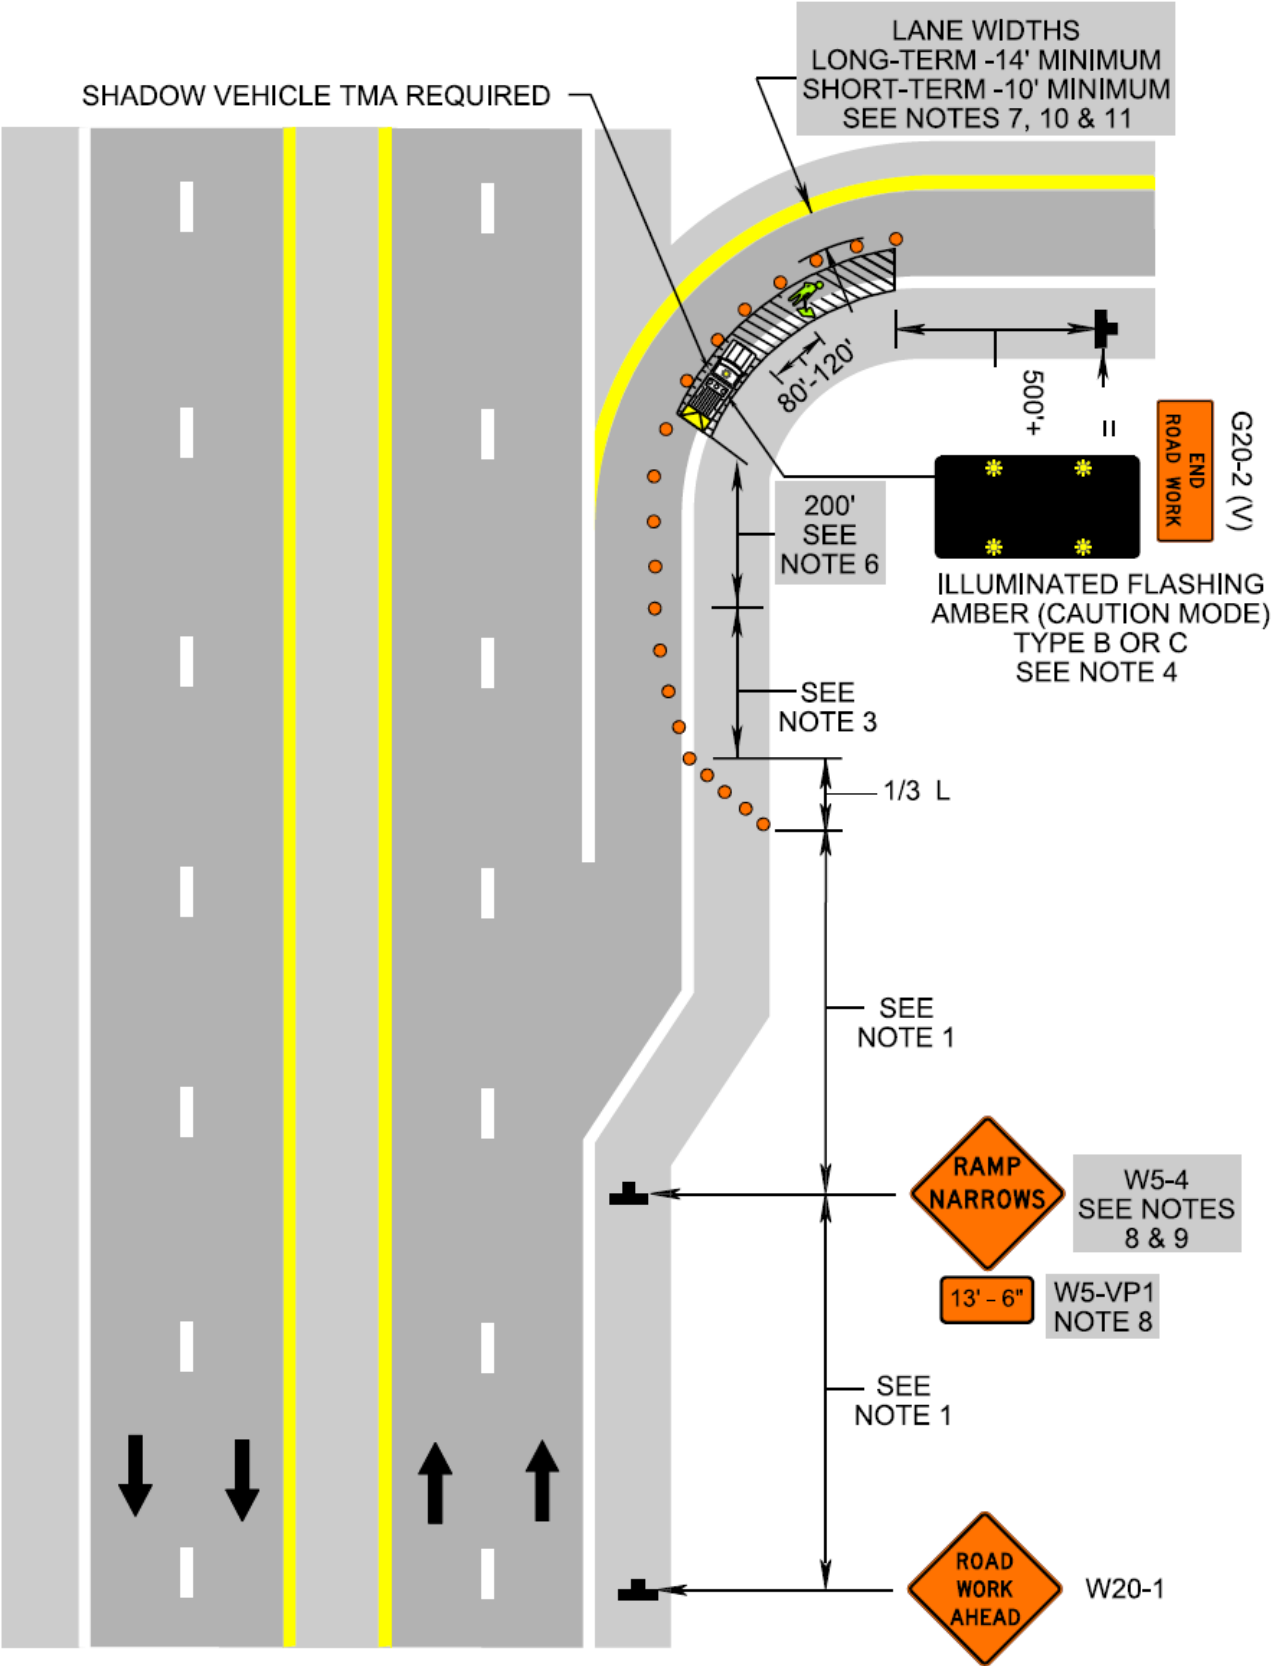 LANE WIDTHS
LONG-TERM -14' MINIMUM
SHORT-TERM -10' MINIMUM
SEE NOTES 7, 10 & 11
SHADOW VEHICLE TMA REQUIRED
80'-120'
500'+
=
END
ROAD WORK
G20-2 (V)
200'
SEE
NOTE 6
ILLUMINATED FLASHING
AMBER (CAUTION MODE)
TYPE B OR C
SEE NOTE 4
SEE
NOTE 3
1/3 L
SEE
NOTE 1
RAMP
NARROWS
W5-4
SEE NOTES
8 & 9
13' - 6"
W5-VP1
NOTE 8
SEE
NOTE 1
ROAD
WORK
AHEAD
W20-1